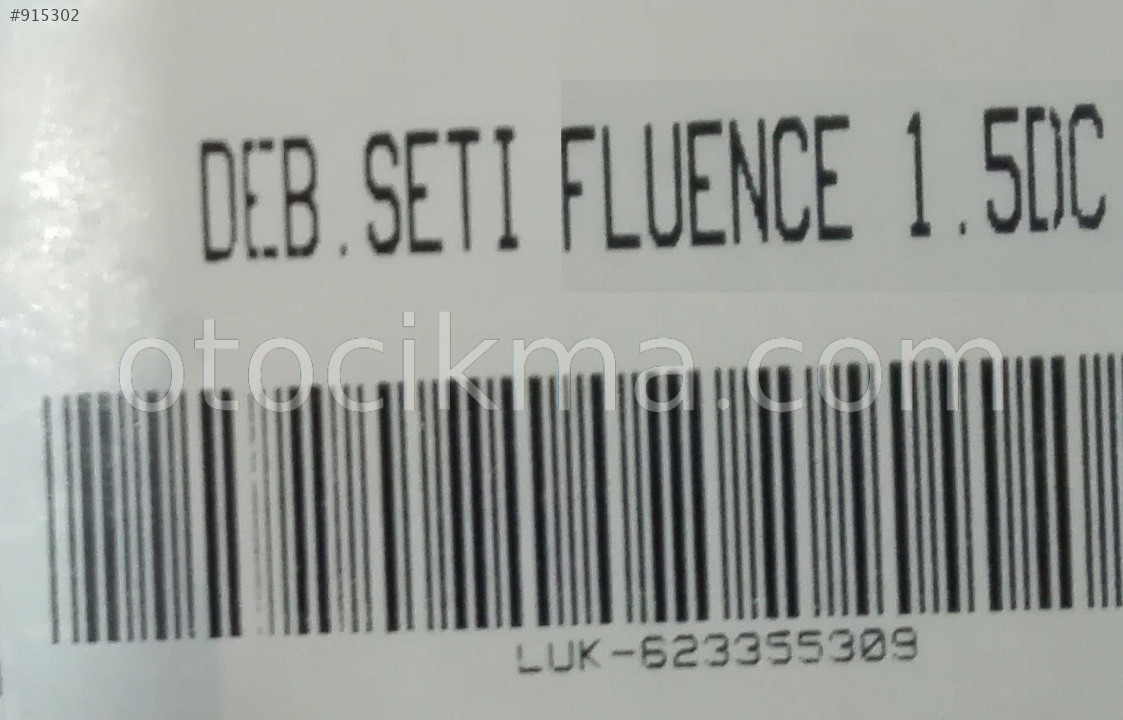 #915302
DEB.SETI FLUENCE 1.5DC
otocikma.com
LUK-623355309